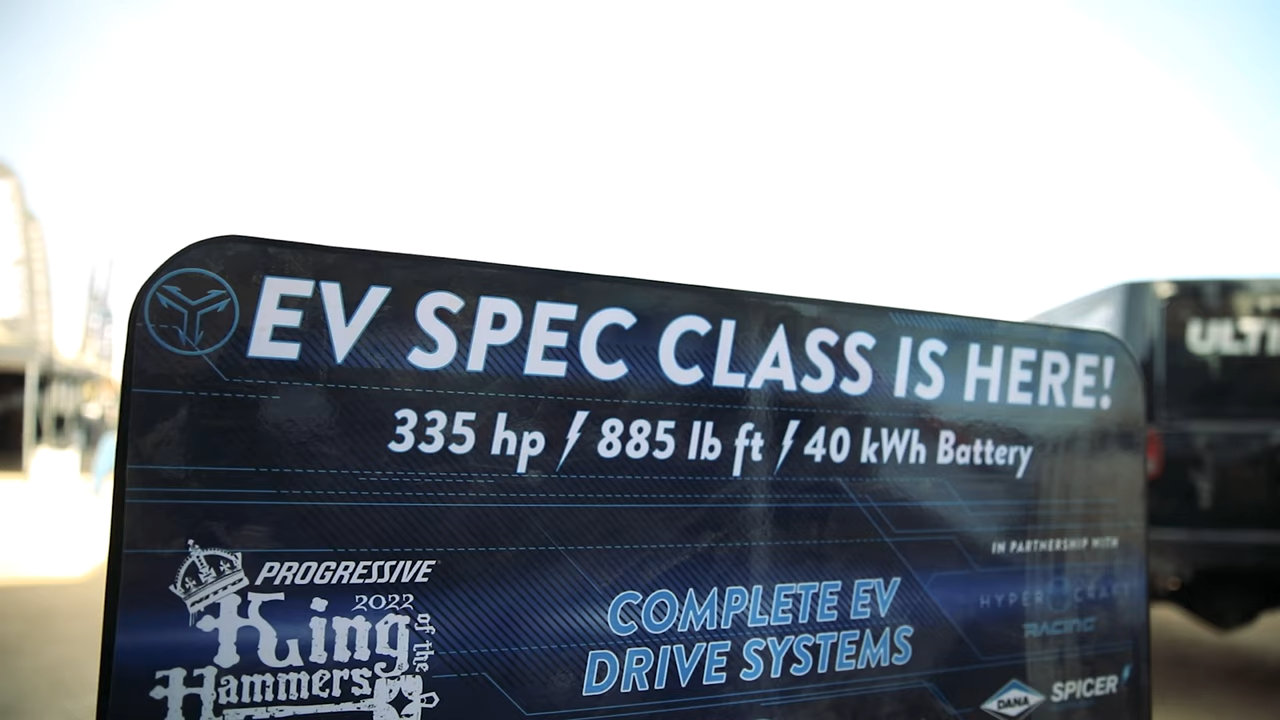 EV SPEC CLASS IS HERE!
335 hp / 885 lb ft / 40 kWh Battery
IN PARTNERSHIP WITH
PROGRESSIVE
2022
King
of the
Hammers
COMPLETE EV
DRIVE SYSTEMS
HYPERCRAFT
RACING
DANA
SPICER